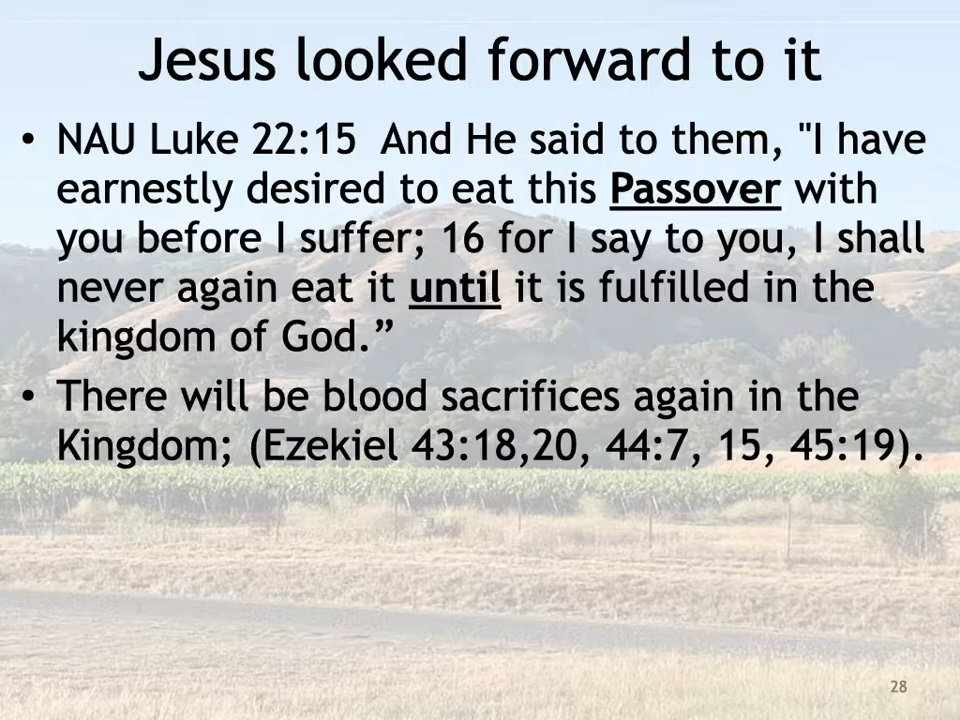 Jesus looked forward to it
• NAU Luke 22:15  And He said to them, "I have
earnestly desired to eat this Passover with
you before I suffer; 16 for I say to you, I shall
never again eat it until it is fulfilled in the
kingdom of God.”
• There will be blood sacrifices again in the
Kingdom; (Ezekiel 43:18,20, 44:7, 15, 45:19).
28